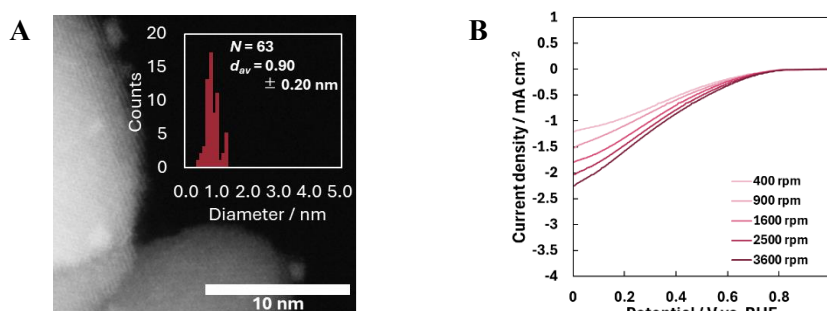 A
20
15
10
5
0
Counts
N = 63
d_av = 0.90
± 0.20 nm
0.0 1.0 2.0 3.0 4.0 5.0
Diameter / nm
10 nm
B
1
0.5
0
-0.5
-1
-1.5
-2
-2.5
-3
-3.5
-4
Current density / mA cm⁻²
400 rpm
900 rpm
1600 rpm
2500 rpm
3600 rpm
0 0.2 0.4 0.6 0.8
Potential / V vs. RHE